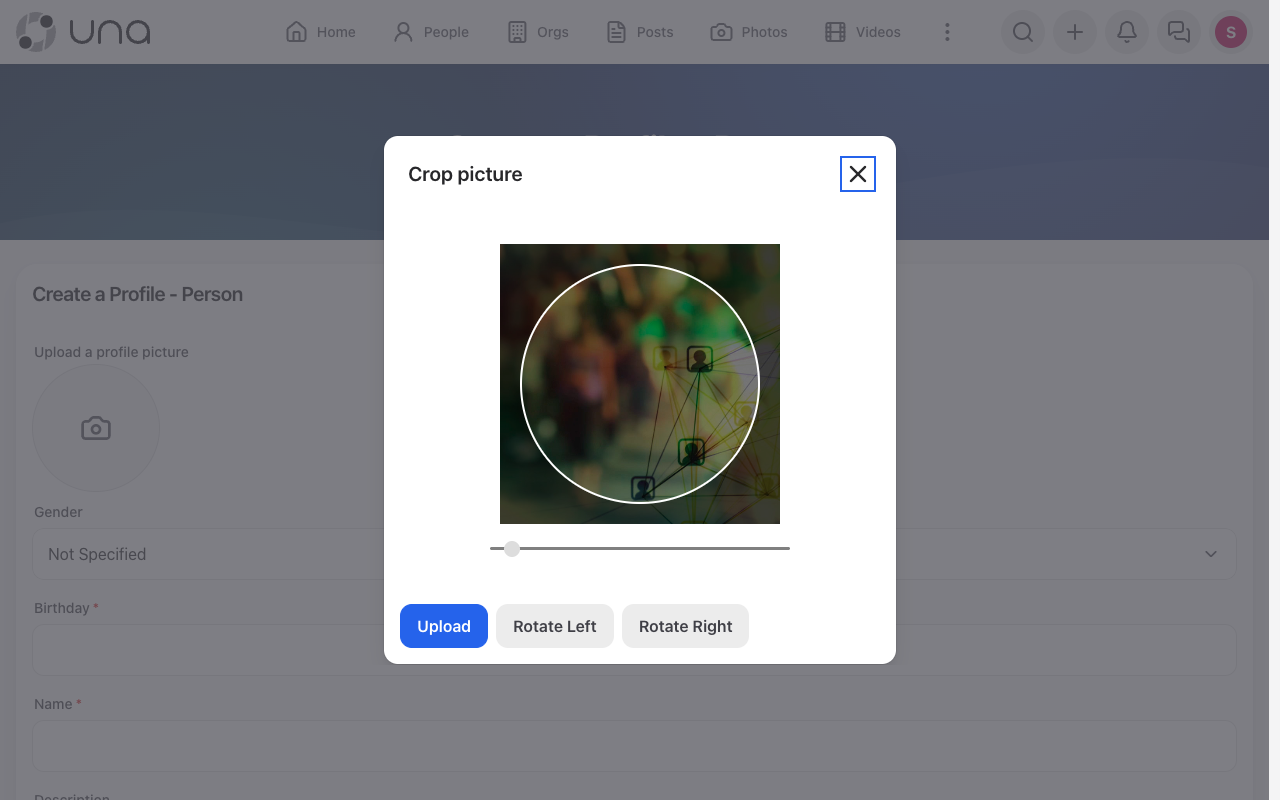 una
Home
People
Orgs
Posts
Photos
Videos
S
Crop picture
Create a Profile - Person
Upload a profile picture
Gender
Not Specified
Birthday *
Name *
Upload
Rotate Left
Rotate Right
Description